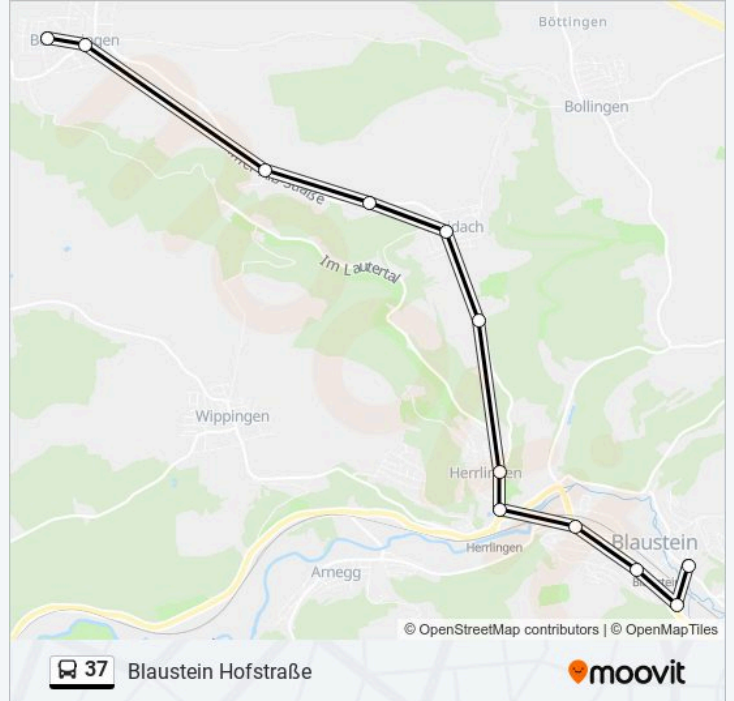 Böttingen
Bollingen
Im Lautertal
Wippingen
Herrlingen
Blaustein
Herrlingen
Arnegg
© OpenStreetMap contributors | © OpenMapTiles
37 Blaustein Hofstraße
moovit